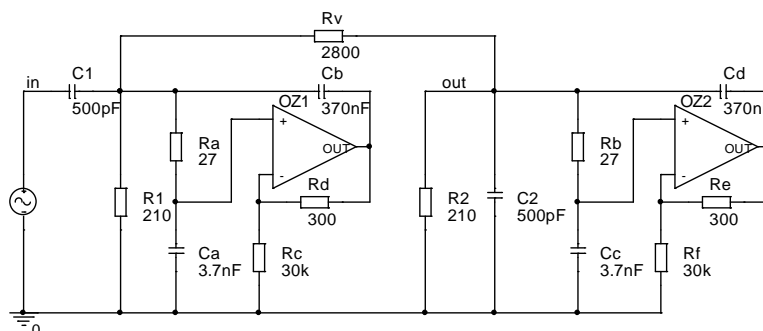 Rv
2800
in
C1
500pF
Cb
370nF
OZ1
+
-
OUT
Ra
27
Rd
300
R1
210
Ca
3.7nF
Rc
30k
out
R2
210
C2
500pF
Cd
370n
OZ2
+
-
OUT
Rb
27
Re
300
Cc
3.7nF
Rf
30k
0